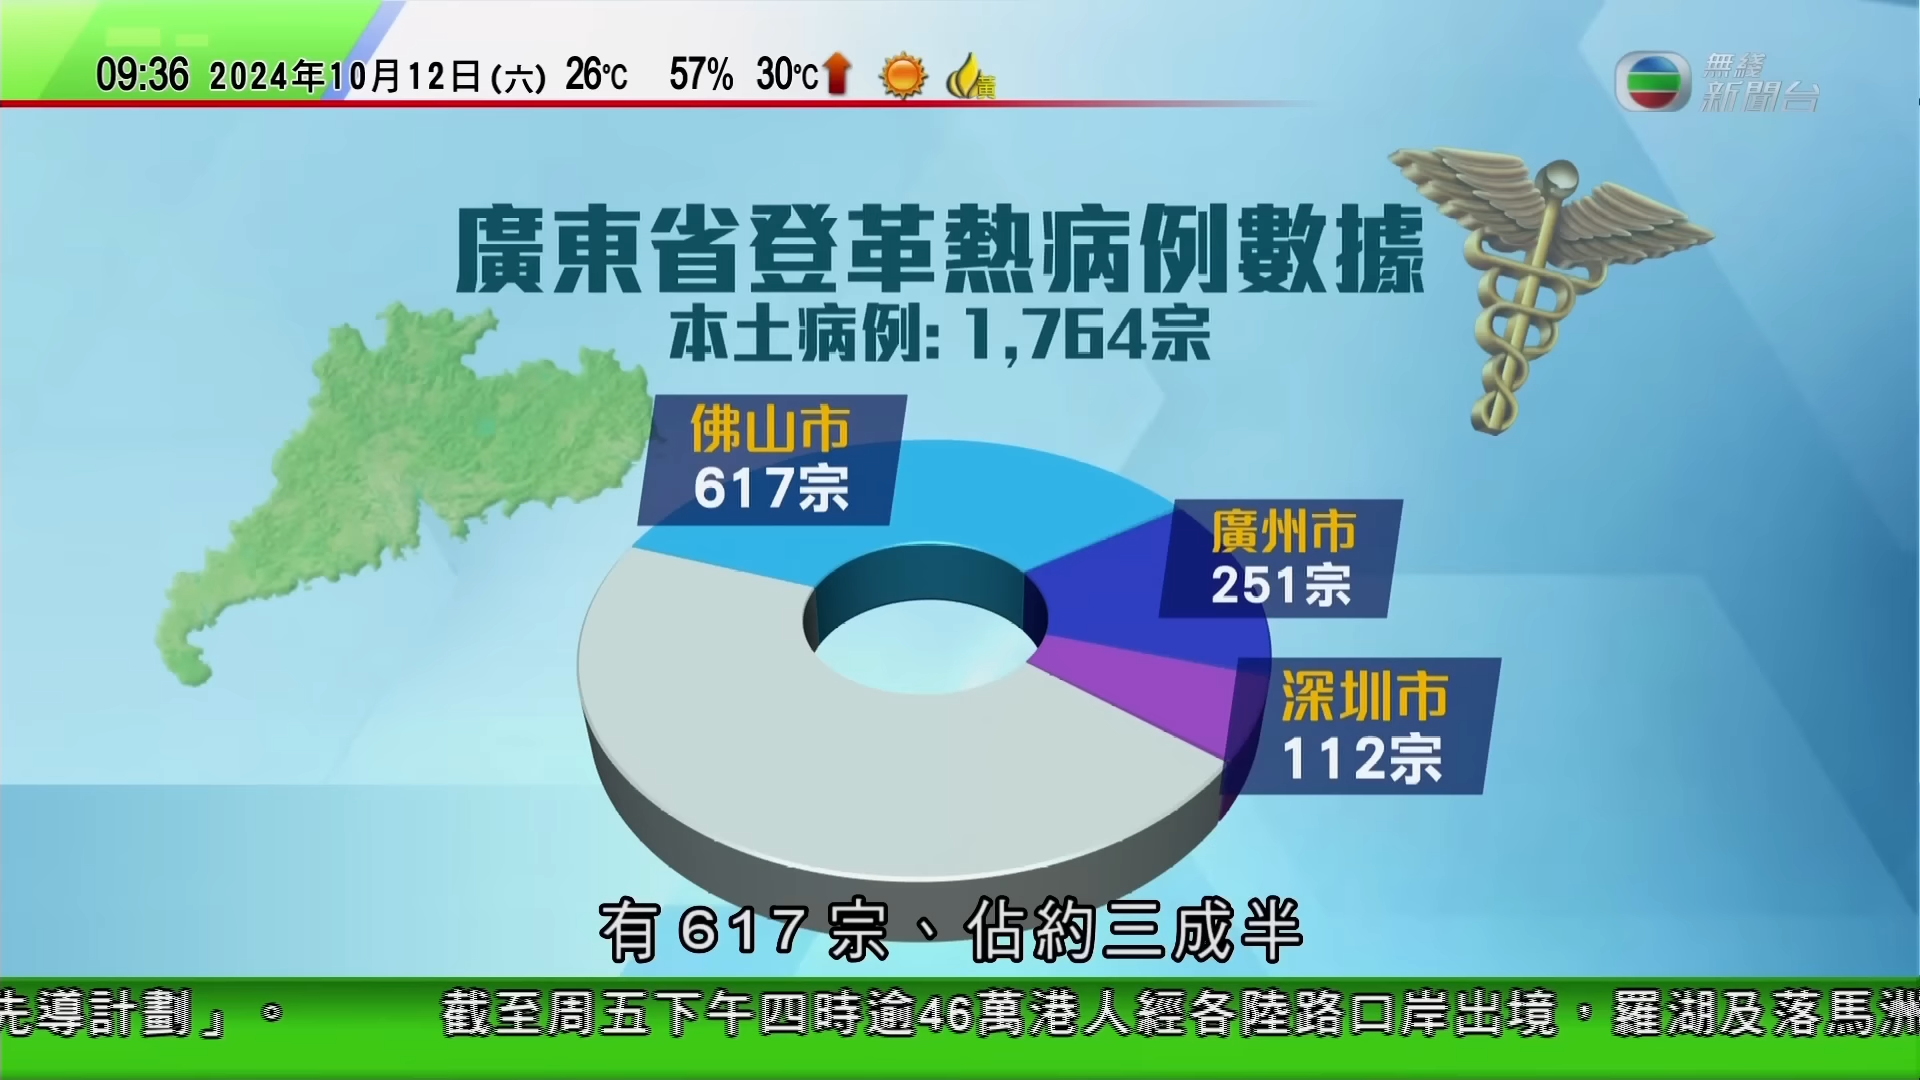 09:36 2024年10月12日(六) 26℃ 57% 30℃
黃
無綫
新聞台
廣東省登革熱病例數據
本土病例: 1,764宗
佛山市
617宗
廣州市
251宗
深圳市
112宗
有617宗、佔約三成半
先導計劃」。 截至周五下午四時逾46萬港人經各陸路口岸出境，羅湖及落馬洲